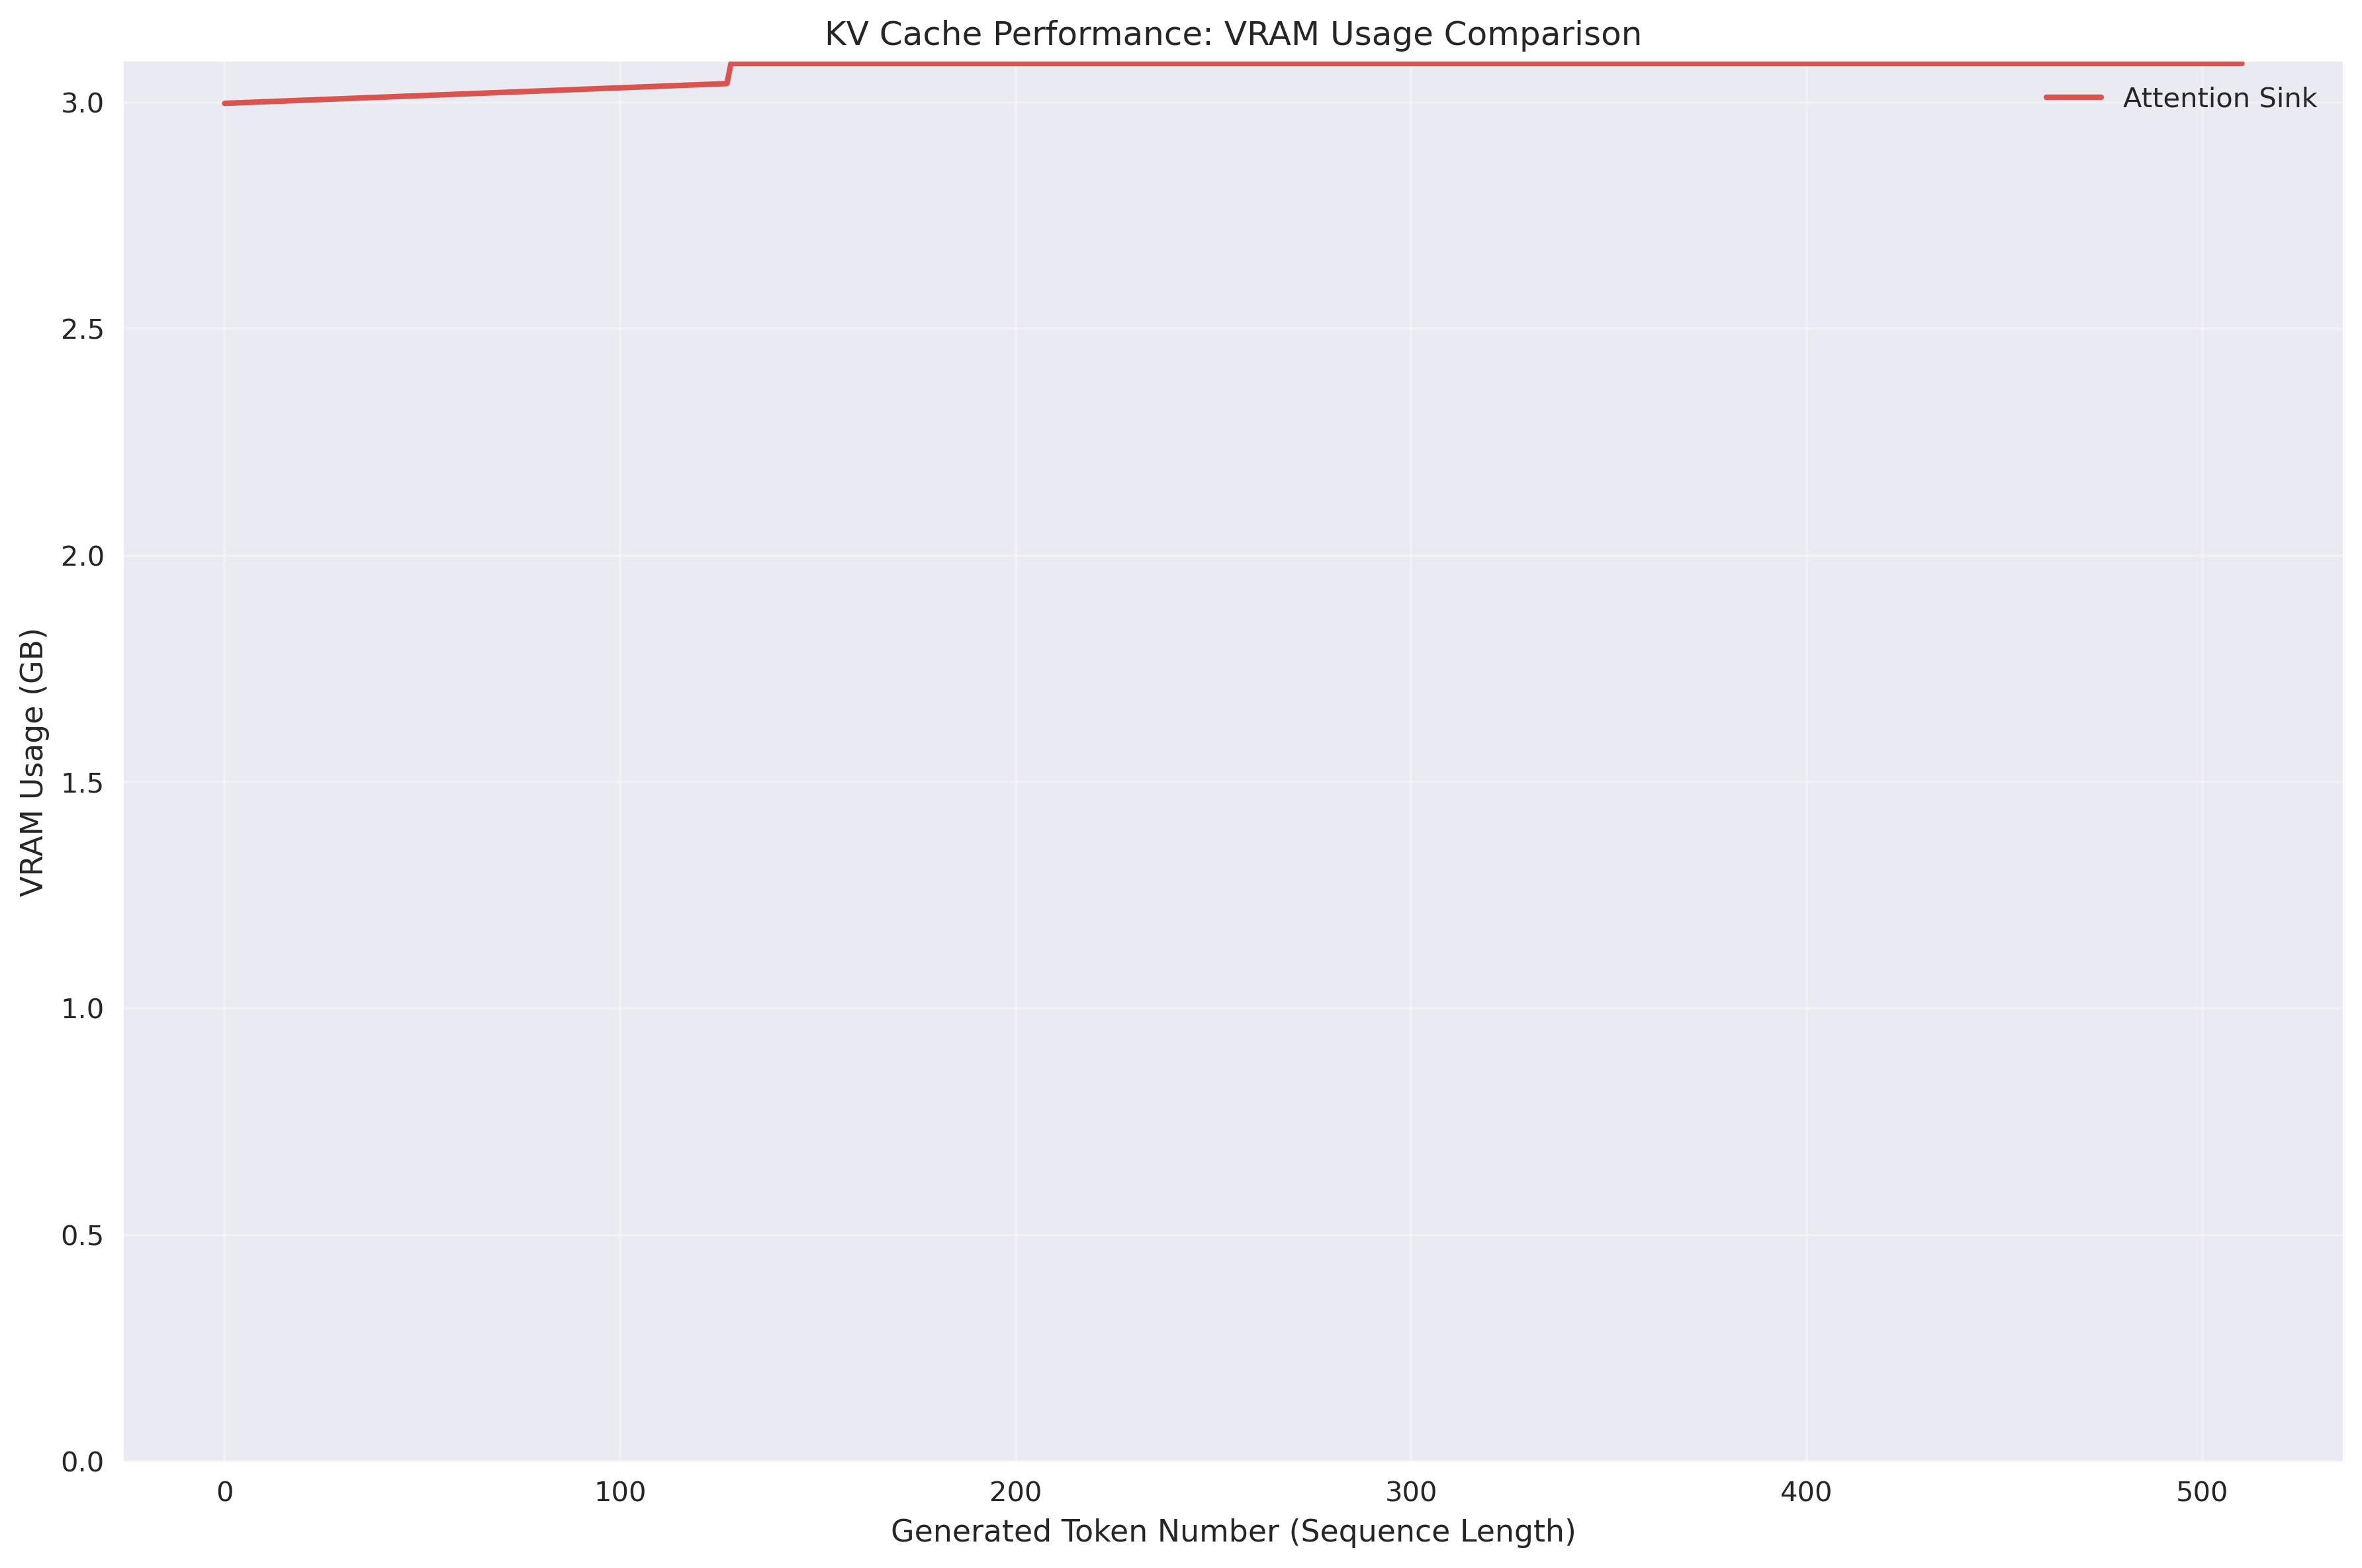 KV Cache Performance: VRAM Usage Comparison
Attention Sink
VRAM Usage (GB)
3.0
2.5
2.0
1.5
1.0
0.5
0.0
0 100 200 300 400 500
Generated Token Number (Sequence Length)